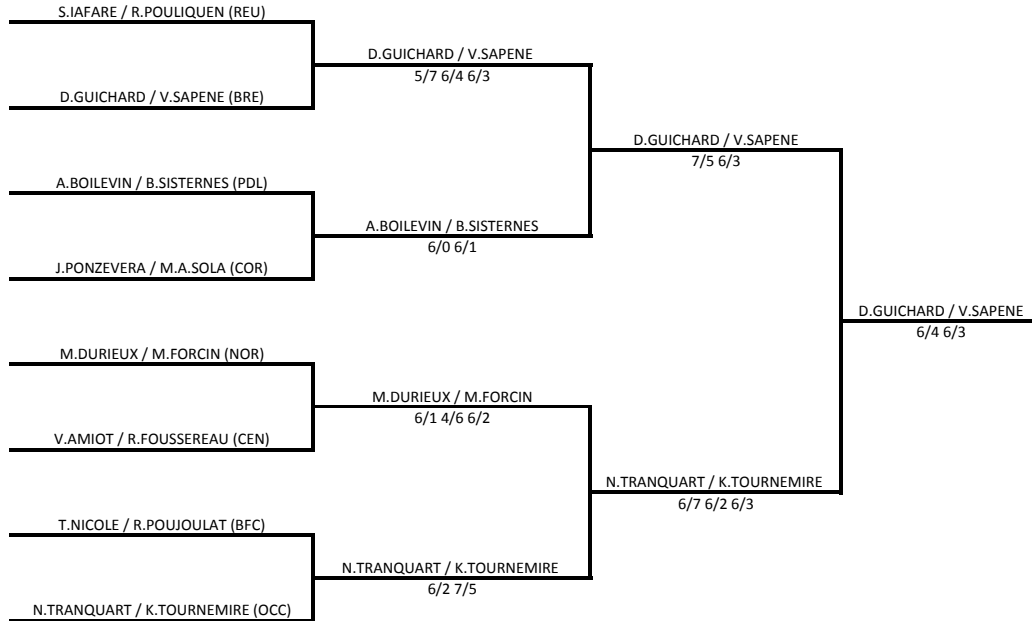 S.IAFARE / R.POULIQUEN (REU)
D.GUICHARD / V.SAPENE
5/7 6/4 6/3
D.GUICHARD / V.SAPENE (BRE)
D.GUICHARD / V.SAPENE
7/5 6/3
A.BOILEVIN / B.SISTERNES (PDL)
A.BOILEVIN / B.SISTERNES
6/0 6/1
J.PONZEVERA / M.A.SOLA (COR)
D.GUICHARD / V.SAPENE
6/4 6/3
M.DURIEUX / M.FORCIN (NOR)
M.DURIEUX / M.FORCIN
6/1 4/6 6/2
V.AMIOT / R.FOUSSEREAU (CEN)
N.TRANQUART / K.TOURNEMIRE
6/7 6/2 6/3
T.NICOLE / R.POUJOULAT (BFC)
N.TRANQUART / K.TOURNEMIRE
6/2 7/5
N.TRANQUART / K.TOURNEMIRE (OCC)